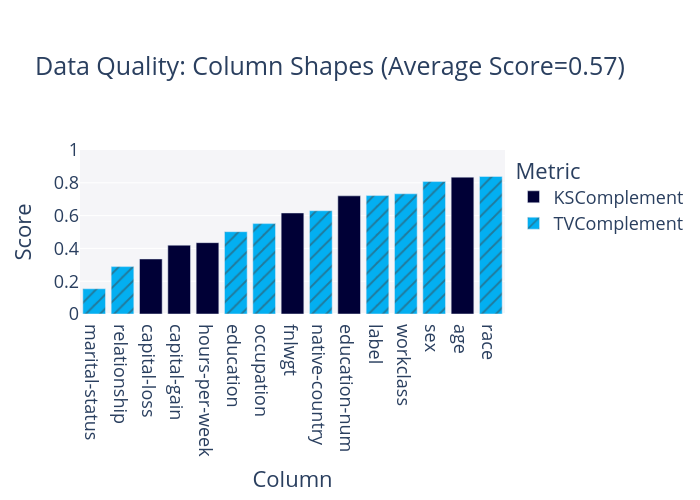 Data Quality: Column Shapes (Average Score=0.57)
1
0.8
0.6
0.4
0.2
0
Score
marital-status
relationship
capital-loss
capital-gain
hours-per-week
education
occupation
fnlwgt
native-country
education-num
label
workclass
sex
age
race
Column
Metric
KSComplement
TVComplement